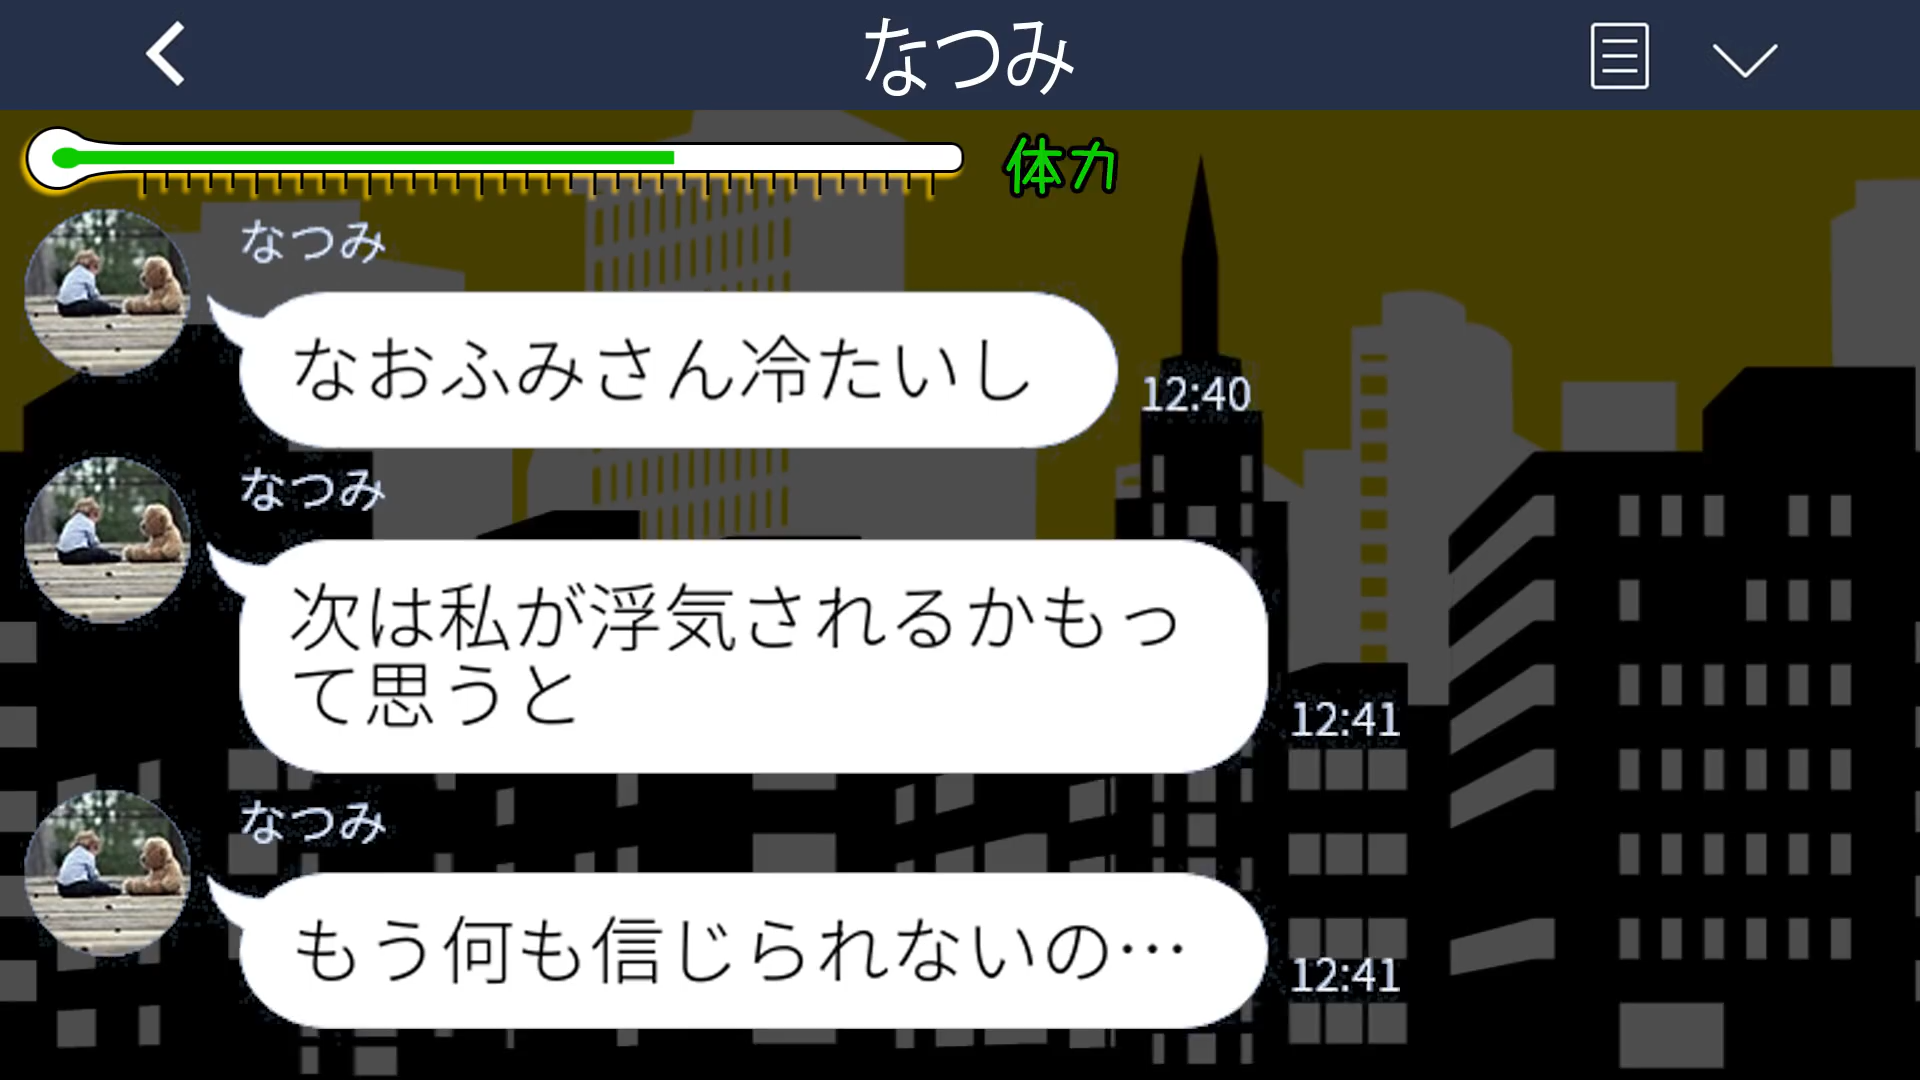 なつみ
体力
なつみ
なおふみさん冷たいし
12:40
なつみ
次は私が浮気されるかもっ
て思うと
12:41
なつみ
もう何も信じられないの…
12:41